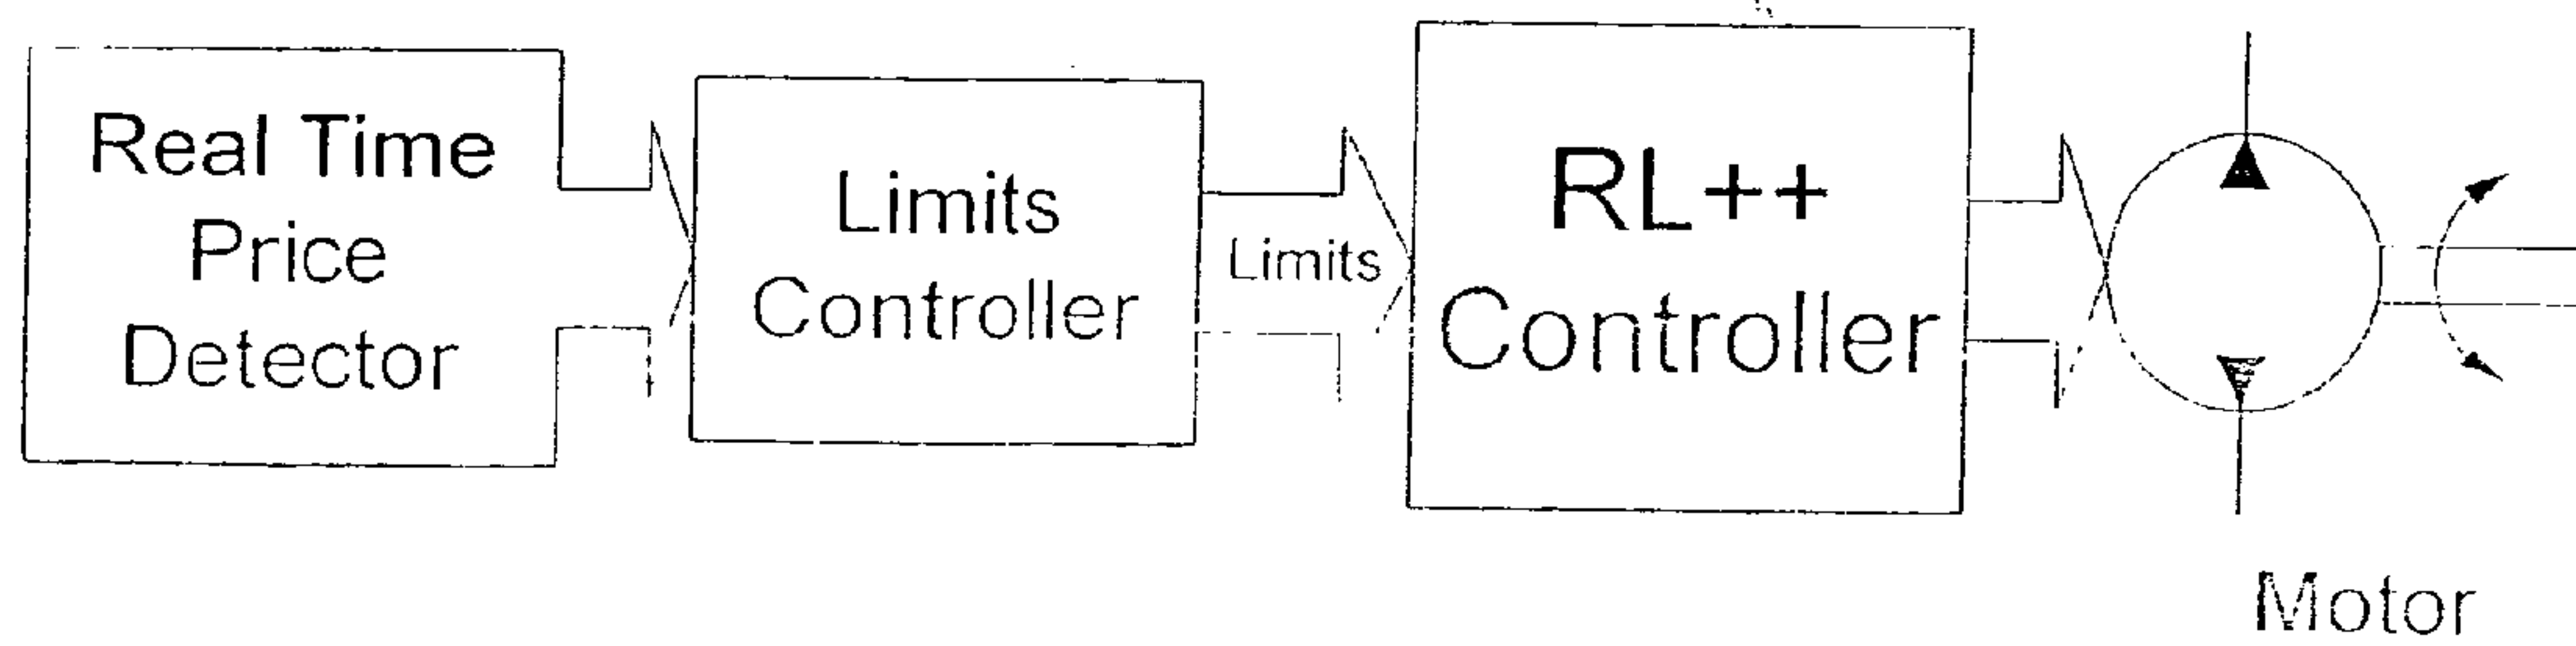 Real Time
Price
Detector
Limits
Controller
Limits
RL++
Controller
Motor